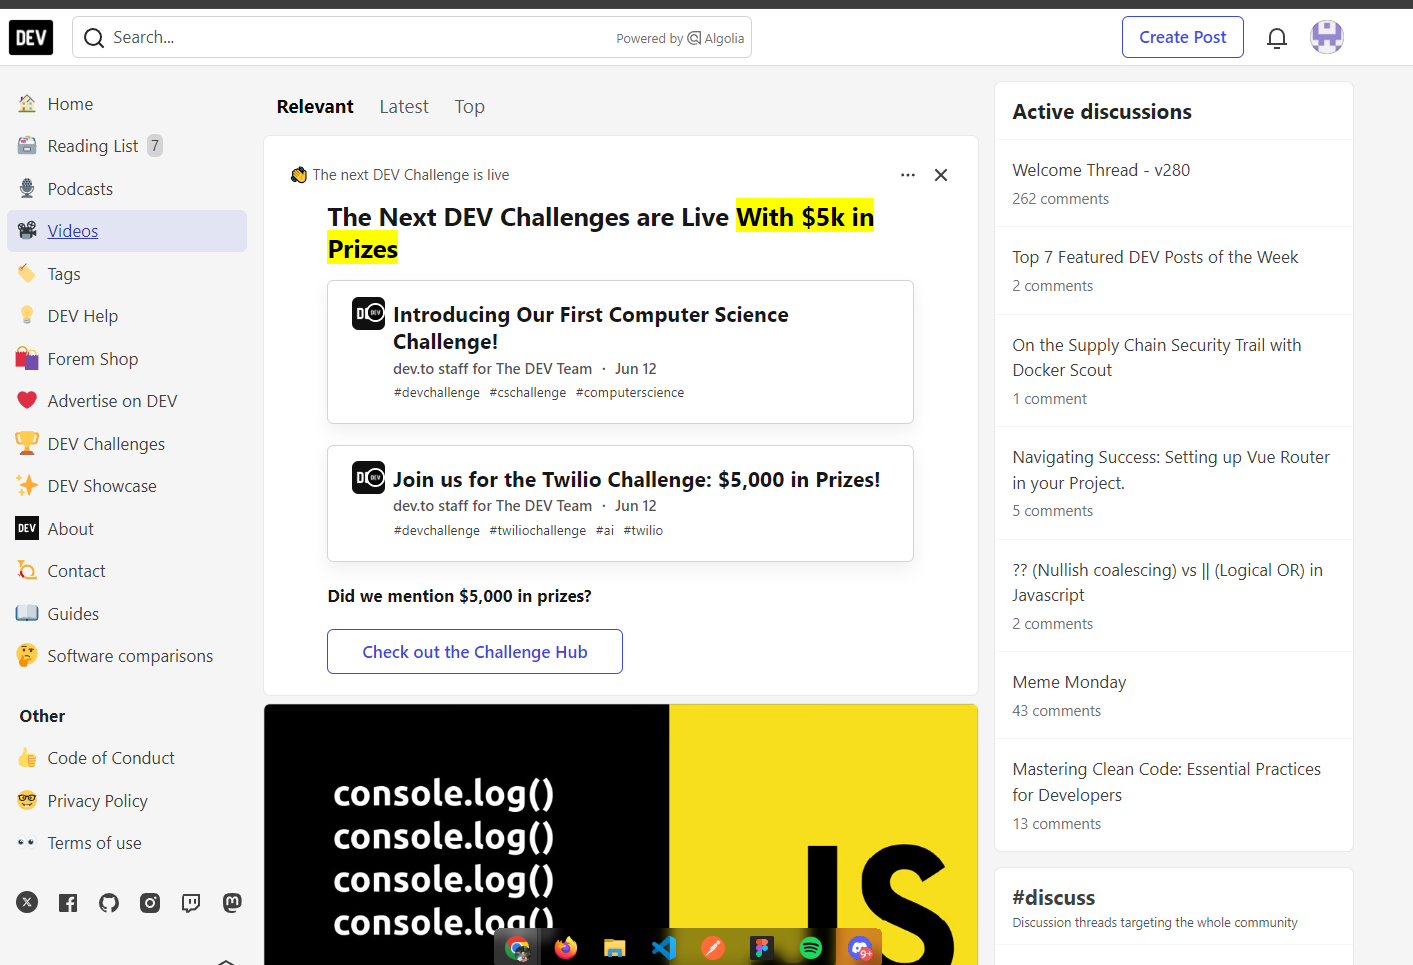 DEV
Search...
Powered by Algolia
Create Post
Home
Reading List 7
Podcasts
Videos
Tags
DEV Help
Forem Shop
Advertise on DEV
DEV Challenges
DEV Showcase
DEV About
Contact
Guides
Software comparisons
Other
Code of Conduct
Privacy Policy
Terms of use
Relevant Latest Top
The next DEV Challenge is live
The Next DEV Challenges are Live With $5k in
Prizes
DEV
Introducing Our First Computer Science
Challenge!
dev.to staff for The DEV Team · Jun 12
#devchallenge #cschallenge #computerscience
DEV
Join us for the Twilio Challenge: $5,000 in Prizes!
dev.to staff for The DEV Team · Jun 12
#devchallenge #twiliochallenge #ai #twilio
Did we mention $5,000 in prizes?
Check out the Challenge Hub
console.log()
console.log()
console.log()
console.log()
JS
9+
Active discussions
Welcome Thread - v280
262 comments
Top 7 Featured DEV Posts of the Week
2 comments
On the Supply Chain Security Trail with
Docker Scout
1 comment
Navigating Success: Setting up Vue Router
in your Project.
5 comments
?? (Nullish coalescing) vs || (Logical OR) in
Javascript
2 comments
Meme Monday
43 comments
Mastering Clean Code: Essential Practices
for Developers
13 comments
#discuss
Discussion threads targeting the whole community